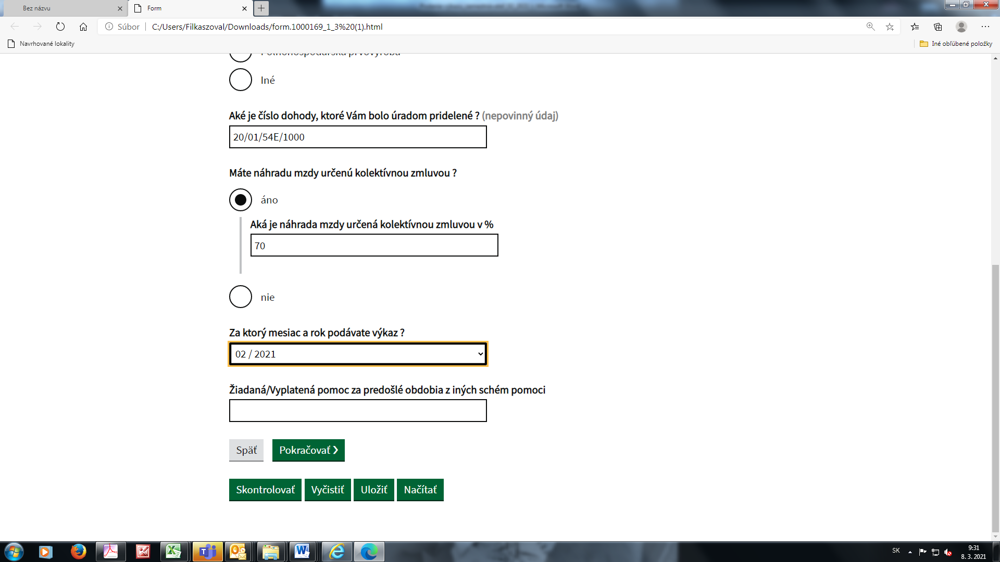 Bez názvu
Form
Súbor
C:/Users/Filkaszoval/Downloads/form.1000169_1_3%20(1).html
Navrhované lokality
Iné obľúbené položky
Poľnohospodárska prvovýroba
Iné
Aké je číslo dohody, ktoré Vám bolo úradom pridelené ? (nepovinný údaj)
20/01/54E/1000
Máte náhradu mzdy určenú kolektívnou zmluvou ?
áno
Aká je náhrada mzdy určená kolektívnou zmluvou v %
70
nie
Za ktorý mesiac a rok podávate výkaz ?
02 / 2021
Žiadaná/Vyplatená pomoc za predošlé obdobia z iných schém pomoci
Späť
Pokračovať
Skontrolovať
Vyčistiť
Uložiť
Načítať
SK
9:31
8. 3. 2021